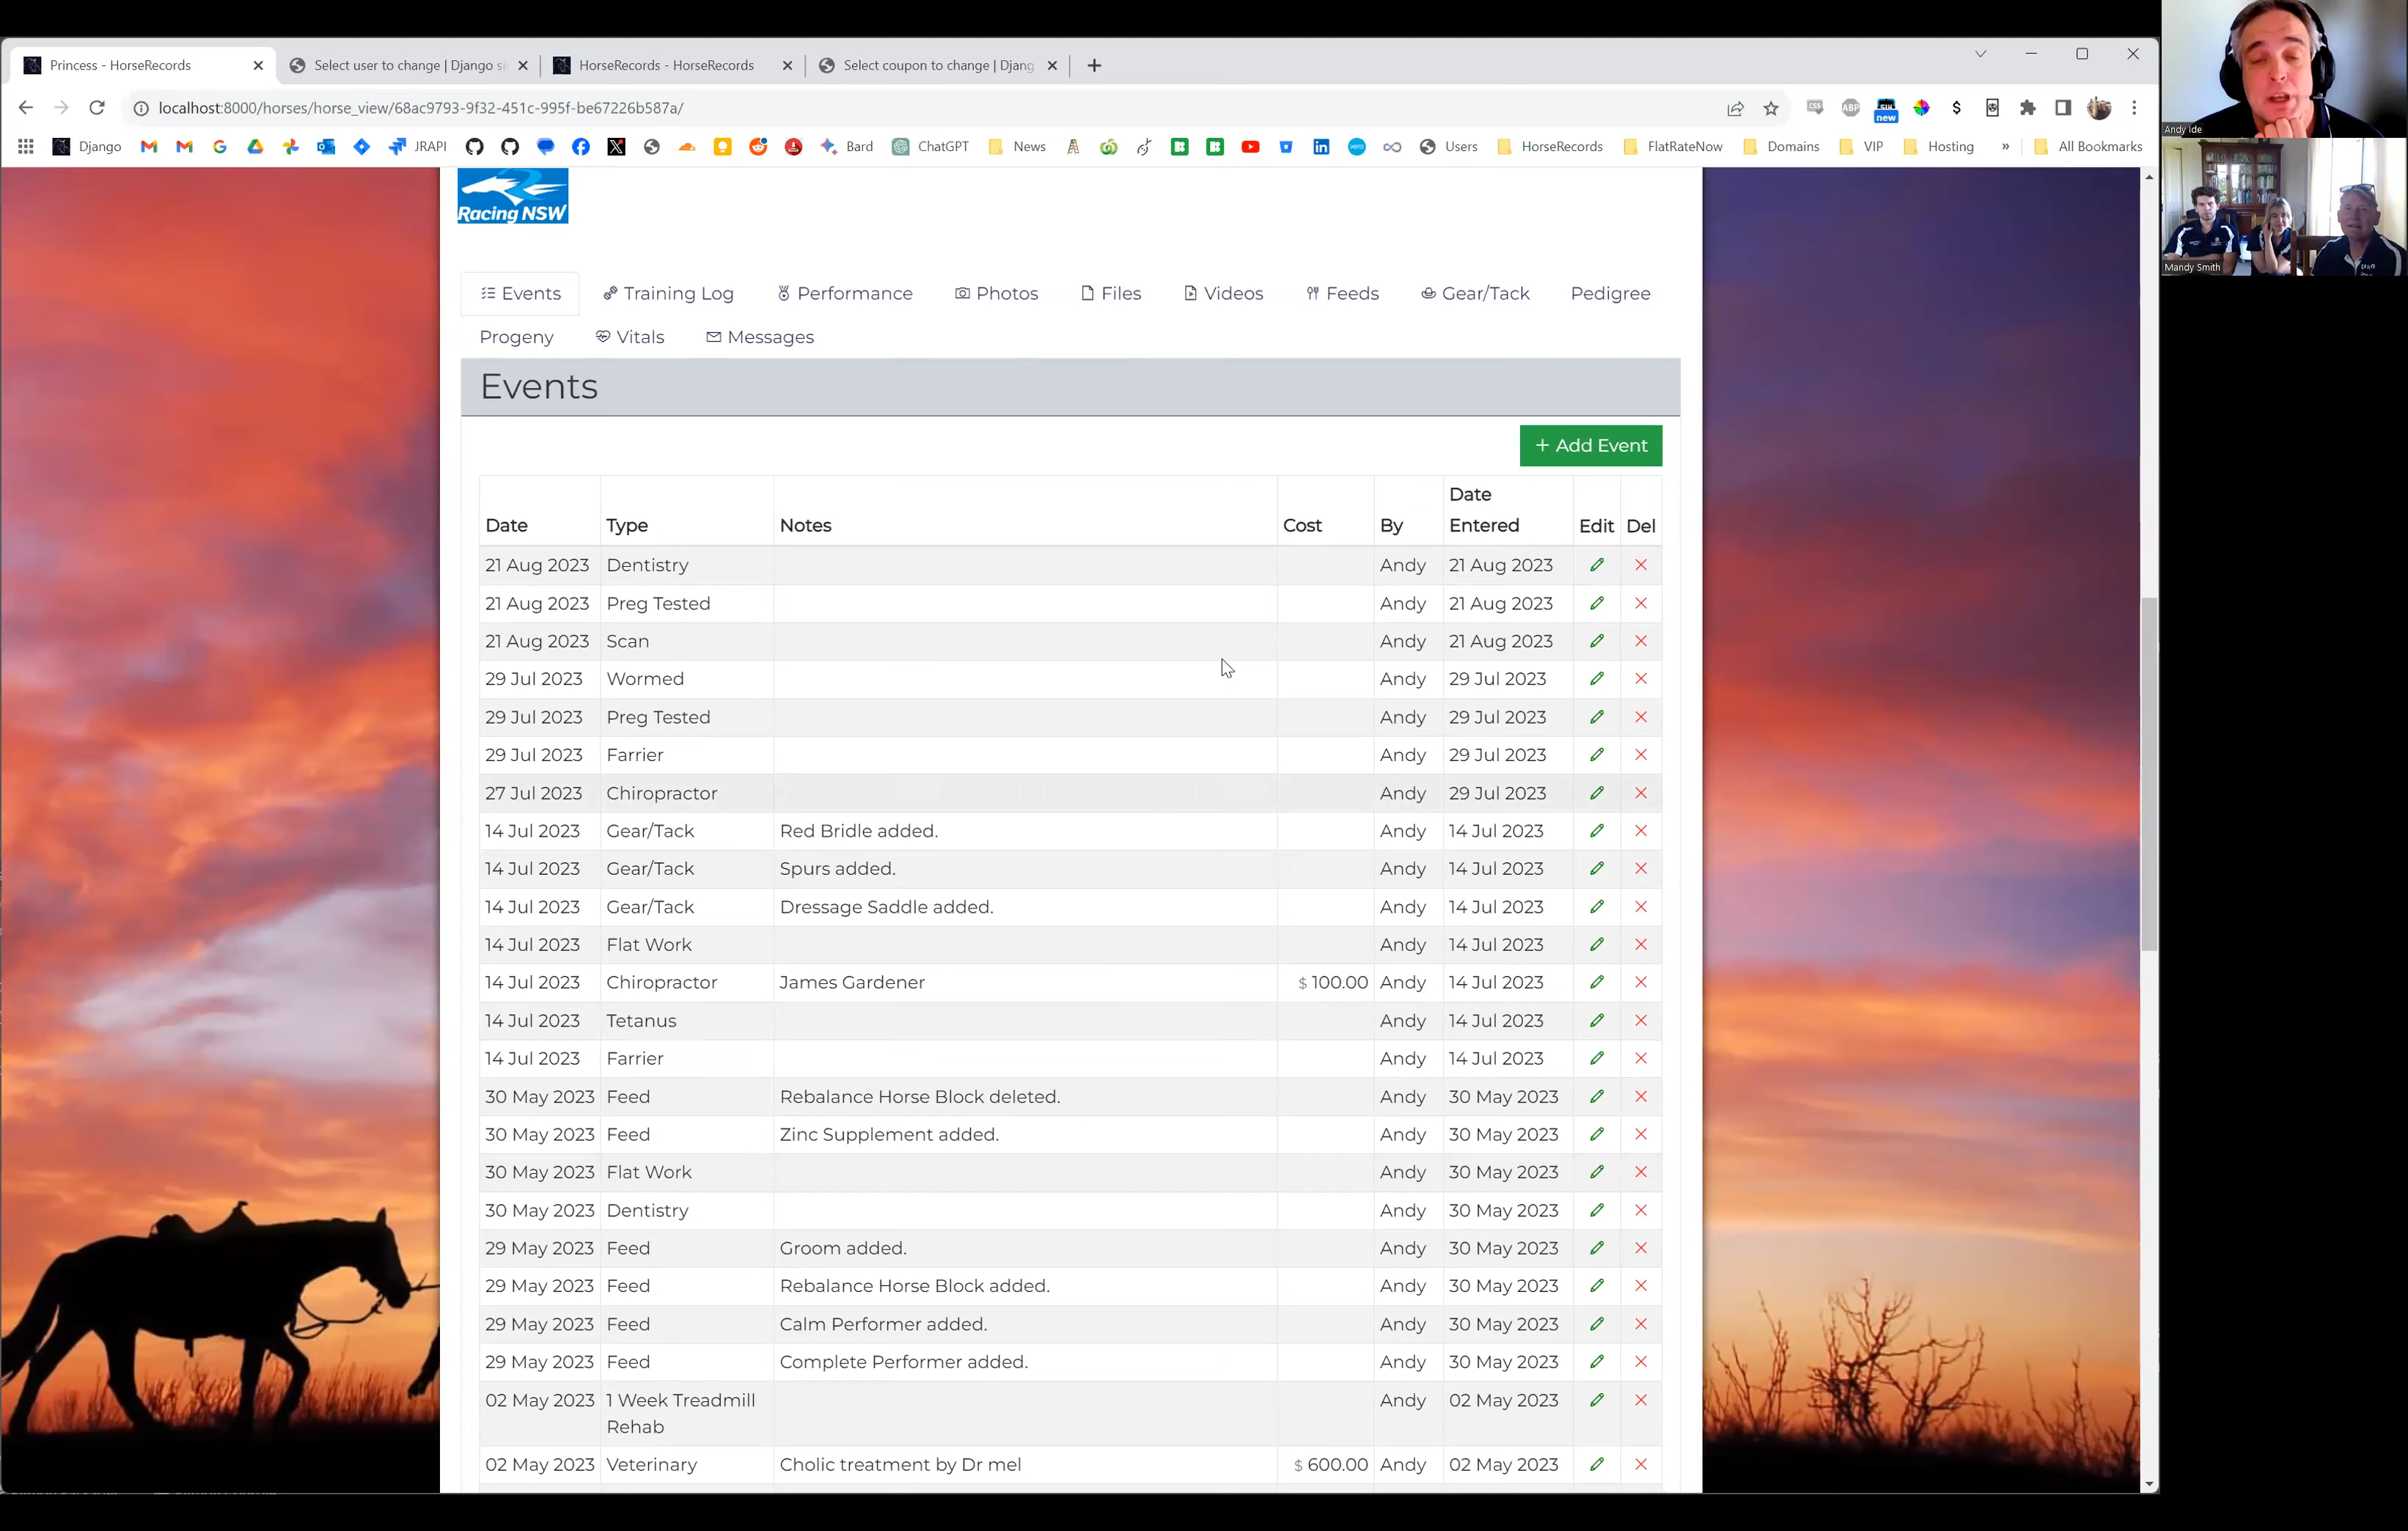 Princess - HorseRecords
Select user to change | Django si
HorseRecords - HorseRecords
Select coupon to change | Djang
localhost:8000/horses/horse_view/68ac9793-9f32-451c-995f-be67226b587a/
CSS ABP new
Django JRAPI Bard ChatGPT News Users HorseRecords FlatRateNow Domains VIP Hosting » All Bookmarks
Andy Ide
Mandy Smith
Racing NSW
Events Training Log Performance Photos Files Videos Feeds Gear/Tack Pedigree
Progeny Vitals Messages
Events
+ Add Event
Date Type Notes Cost By Date Entered Edit Del
21 Aug 2023 Dentistry Andy 21 Aug 2023
21 Aug 2023 Preg Tested Andy 21 Aug 2023
21 Aug 2023 Scan Andy 21 Aug 2023
29 Jul 2023 Wormed Andy 29 Jul 2023
29 Jul 2023 Preg Tested Andy 29 Jul 2023
29 Jul 2023 Farrier Andy 29 Jul 2023
27 Jul 2023 Chiropractor Andy 29 Jul 2023
14 Jul 2023 Gear/Tack Red Bridle added. Andy 14 Jul 2023
14 Jul 2023 Gear/Tack Spurs added. Andy 14 Jul 2023
14 Jul 2023 Gear/Tack Dressage Saddle added. Andy 14 Jul 2023
14 Jul 2023 Flat Work Andy 14 Jul 2023
14 Jul 2023 Chiropractor James Gardener $ 100.00 Andy 14 Jul 2023
14 Jul 2023 Tetanus Andy 14 Jul 2023
14 Jul 2023 Farrier Andy 14 Jul 2023
30 May 2023 Feed Rebalance Horse Block deleted. Andy 30 May 2023
30 May 2023 Feed Zinc Supplement added. Andy 30 May 2023
30 May 2023 Flat Work Andy 30 May 2023
30 May 2023 Dentistry Andy 30 May 2023
29 May 2023 Feed Groom added. Andy 30 May 2023
29 May 2023 Feed Rebalance Horse Block added. Andy 30 May 2023
29 May 2023 Feed Calm Performer added. Andy 30 May 2023
29 May 2023 Feed Complete Performer added. Andy 30 May 2023
02 May 2023 1 Week Treadmill Andy 02 May 2023
Rehab
02 May 2023 Veterinary Cholic treatment by Dr mel $ 600.00 Andy 02 May 2023